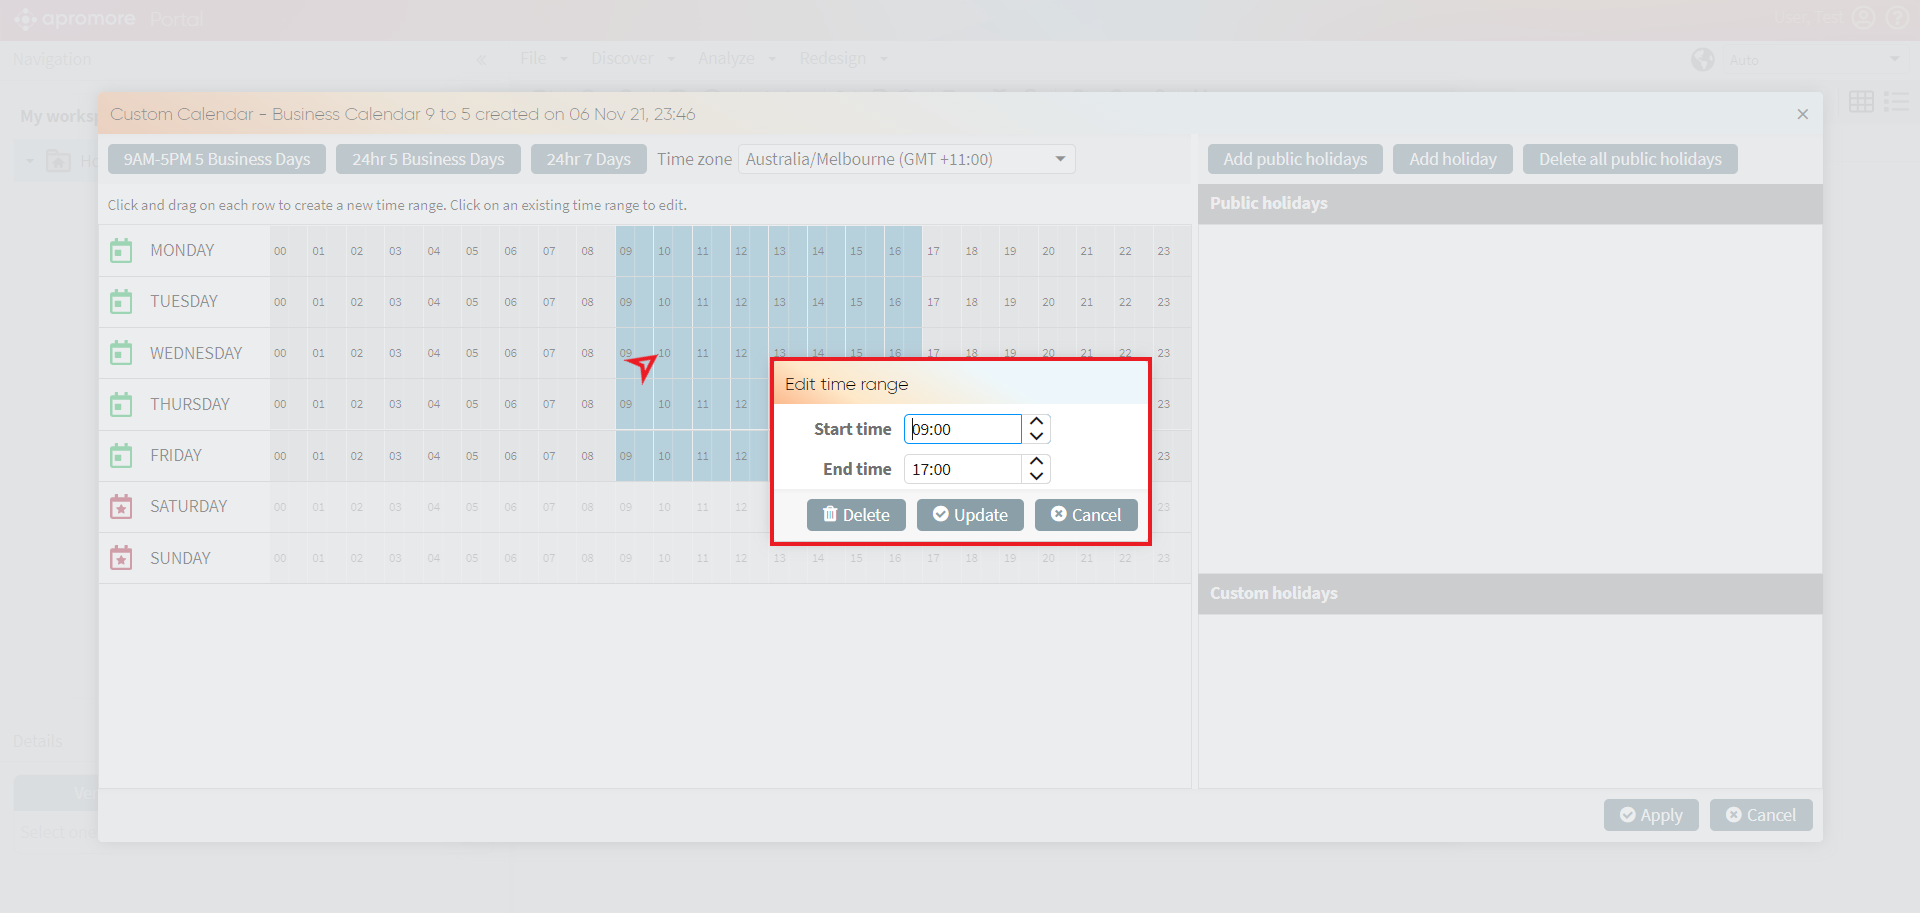 apromore Portal
User, Test
Navigation
File Discover Analyze Redesign
Auto
My worksp
Custom Calendar - Business Calendar 9 to 5 created on 06 Nov 21, 23:46
9AM-5PM 5 Business Days 24hr 5 Business Days 24hr 7 Days Time zone Australia/Melbourne (GMT +11:00)
Add public holidays Add holiday Delete all public holidays
Click and drag on each row to create a new time range. Click on an existing time range to edit.
Public holidays
MONDAY 00 01 02 03 04 05 06 07 08 09 10 11 12 13 14 15 16 17 18 19 20 21 22 23
TUESDAY 00 01 02 03 04 05 06 07 08 09 10 11 12 13 14 15 16 17 18 19 20 21 22 23
WEDNESDAY 00 01 02 03 04 05 06 07 08 09 10 11 12 13 14 15 16 17 18 19 20 21 22 23
THURSDAY 00 01 02 03 04 05 06 07 08 09 10 11 12 23
FRIDAY 00 01 02 03 04 05 06 07 08 09 10 11 12 23
SATURDAY 00 01 02 03 04 05 06 07 08 09 10 11 12 23
SUNDAY 00 01 02 03 04 05 06 07 08 09 10 11 12 13 14 15 16 17 18 19 20 21 22 23
Edit time range
Start time 09:00
End time 17:00
Delete Update Cancel
Custom holidays
Details
Select one
Apply Cancel